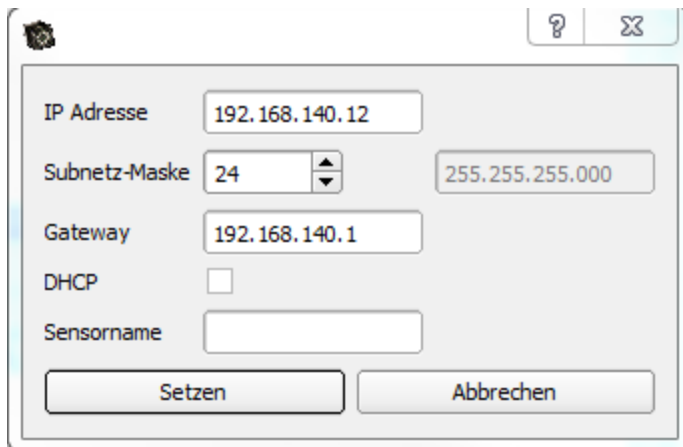 IP Adresse 192.168.140.12
Subnetz-Maske 24 255.255.255.000
Gateway 192.168.140.1
DHCP
Sensorname
Setzen Abbrechen